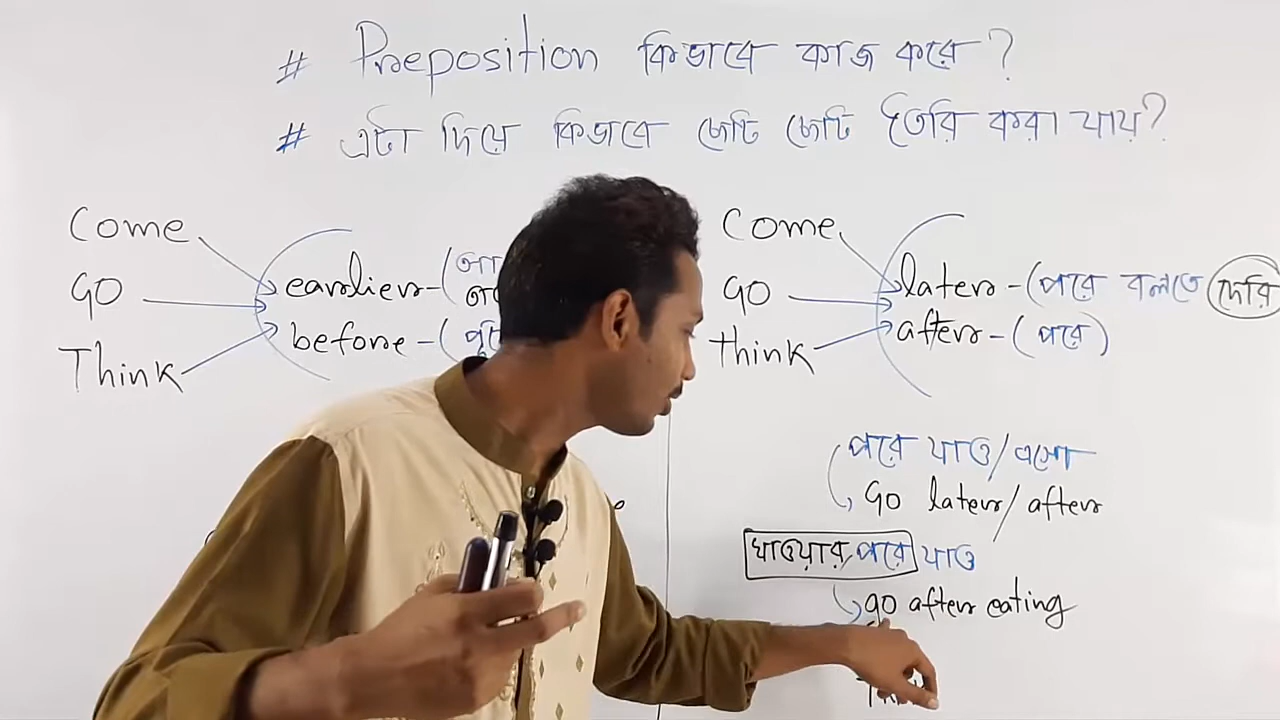 # Preposition কিভাবে কাজ করে?
# এটা দিয়ে কিভাবে ছোট ছোট তৈরি করা যায়?
Come
GO
Think
earlier - (
before - (
Come
GO
think
later - (পরে বলতে দেরি
after - (পরে)
পরে যাও/এসো
Go later/after
খাওয়ার পরে যাও
go after eating